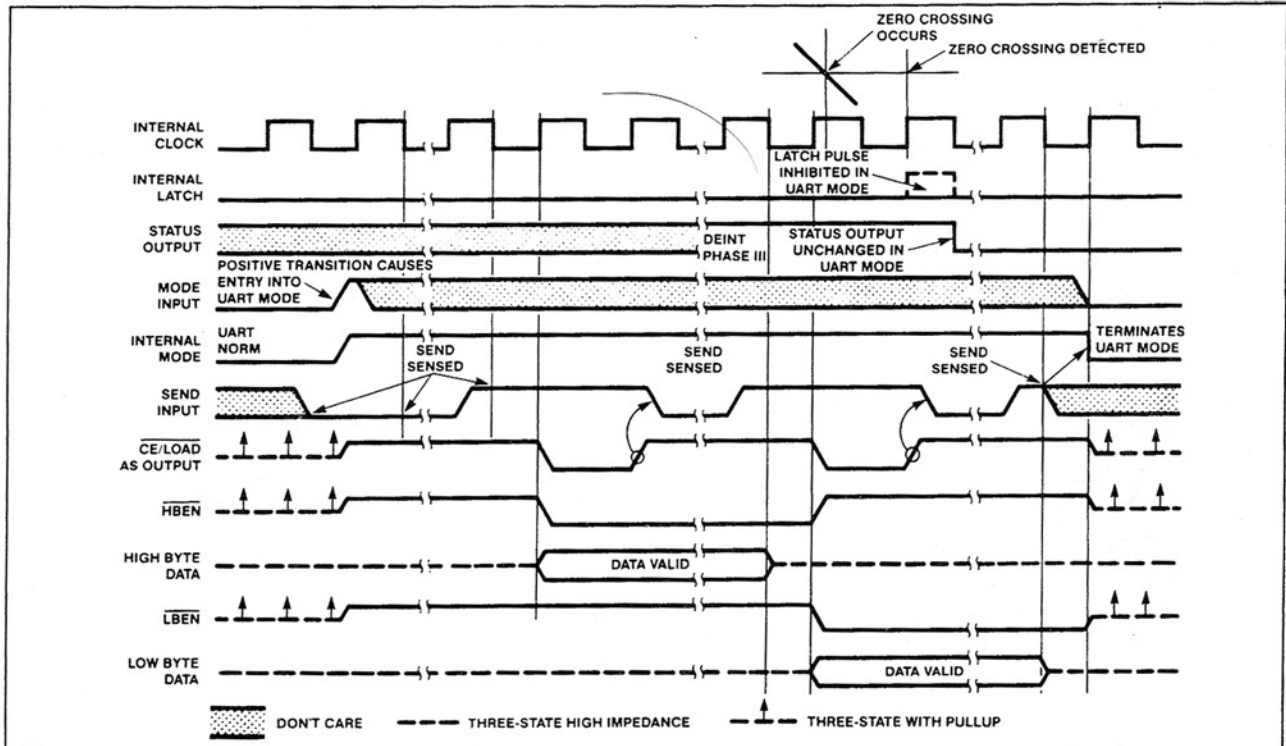 ZERO CROSSING
OCCURS
ZERO CROSSING DETECTED
INTERNAL
CLOCK
LATCH PULSE
INHIBITED IN
UART MODE
INTERNAL
LATCH
STATUS
OUTPUT
DEINT
PHASE III
STATUS OUTPUT
UNCHANGED IN
UART MODE
POSITIVE TRANSITION CAUSES
ENTRY INTO
UART MODE
MODE
INPUT
INTERNAL
MODE
UART
NORM
TERMINATES
UART MODE
SEND
SENSED
SEND
SENSED
SEND
SENSED
SEND
INPUT
CE/LOAD
AS OUTPUT
HBEN
HIGH BYTE
DATA
DATA VALID
LBEN
LOW BYTE
DATA
DATA VALID
DON'T CARE
THREE-STATE HIGH IMPEDANCE
THREE-STATE WITH PULLUP